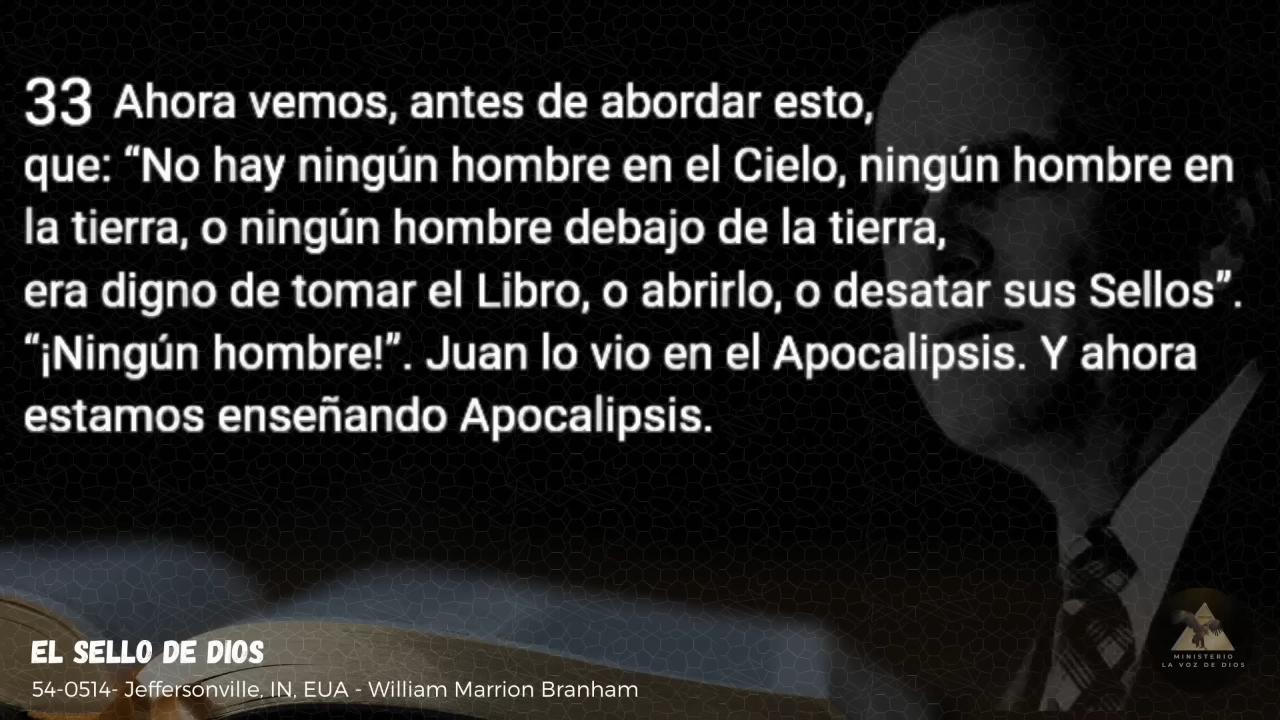 33 Ahora vemos, antes de abordar esto,
que: “No hay ningún hombre en el Cielo, ningún hombre en
la tierra, o ningún hombre debajo de la tierra,
era digno de tomar el Libro, o abrirlo, o desatar sus Sellos”.
“¡Ningún hombre!”. Juan lo vio en el Apocalipsis. Y ahora
estamos enseñando Apocalipsis.
EL SELLO DE DIOS
54-0514- Jeffersonville, IN, EUA - William Marrion Branham
MINISTERIO
LA VOZ DE DIOS